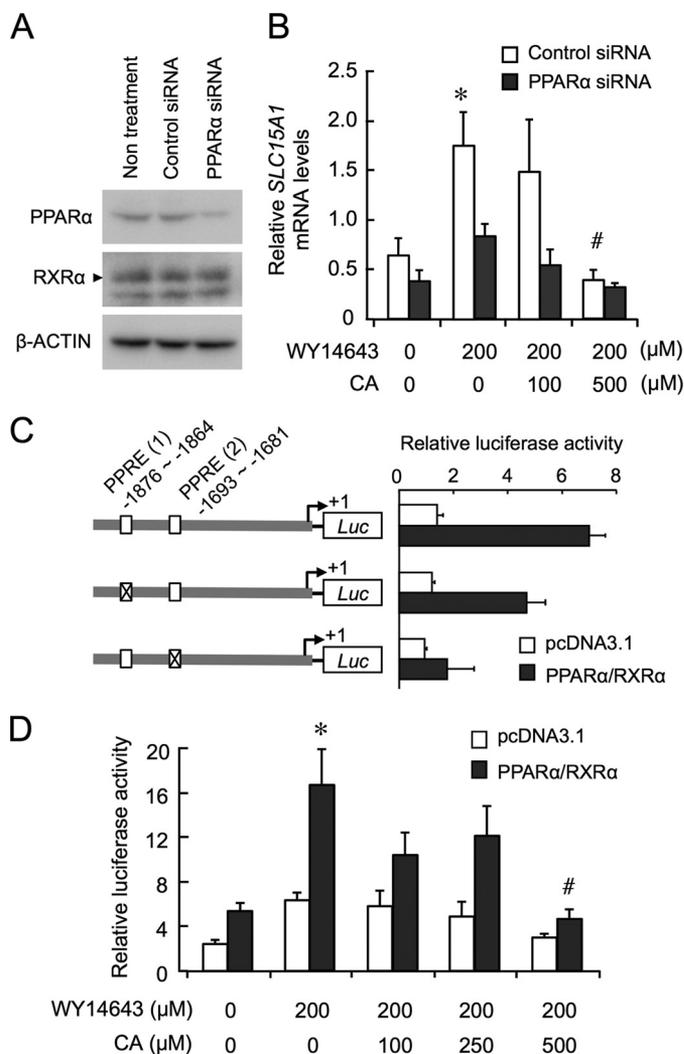 A
Non treatment
Control siRNA
PPARα siRNA
PPARα
RXRα
β-ACTIN
B
Control siRNA
PPARα siRNA
Relative SLC15A1
mRNA levels
2.5
2.0
1.5
1.0
0.5
0
*
#
WY14643 0 200 200 200 (μM)
CA 0 0 100 500 (μM)
C
PPRE (1)
-1876 ~ -1864
PPRE (2)
-1693 ~ -1681
Relative luciferase activity
0 2 4 6 8
+1
Luc
+1
Luc
+1
Luc
pcDNA3.1
PPARα/RXRα
D
Relative luciferase activity
20
16
12
8
4
0
*
#
pcDNA3.1
PPARα/RXRα
WY14643 (μM) 0 200 200 200 200
CA (μM) 0 0 100 250 500